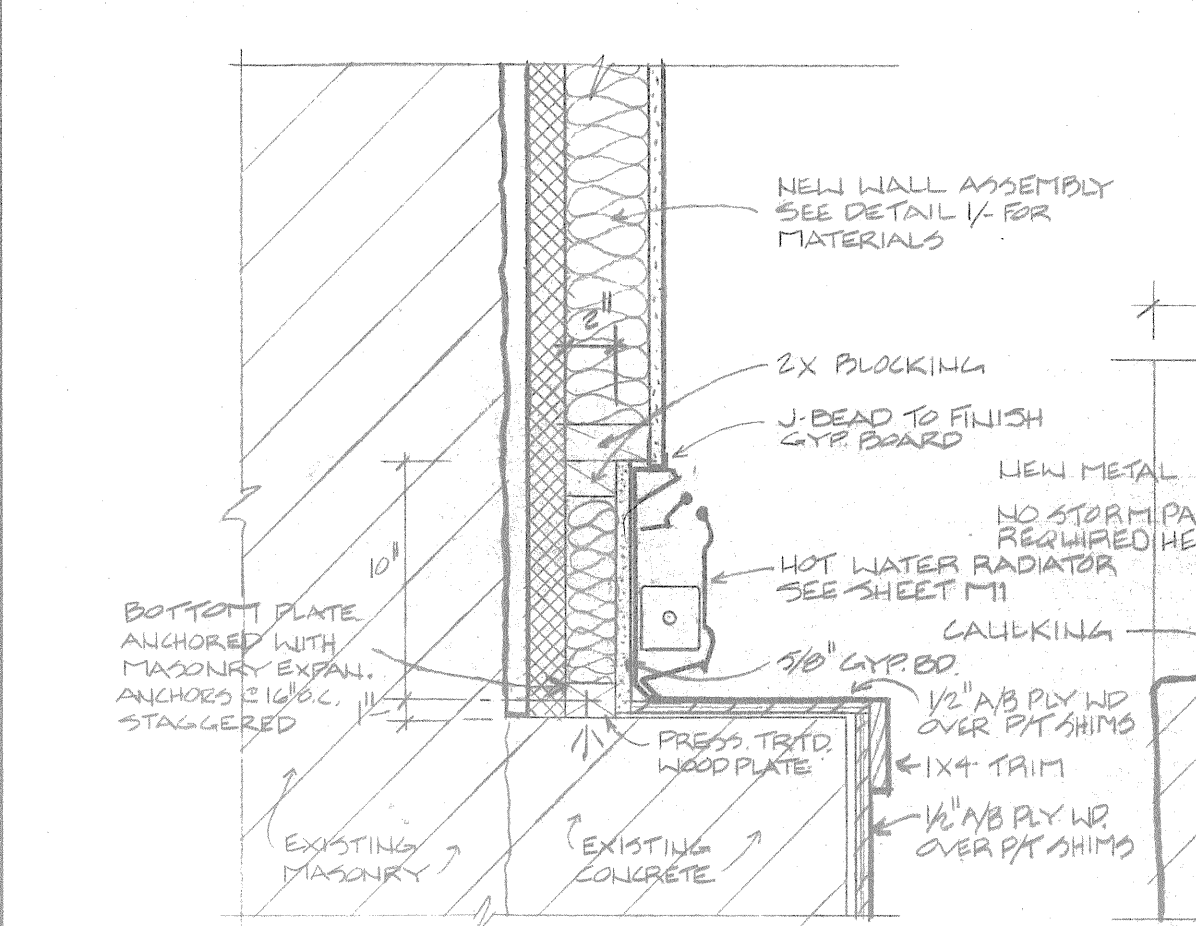 NEW WALL ASSEMBLY
SEE DETAIL 1/- FOR
MATERIALS
2"
2X BLOCKING
J-BEAD TO FINISH
GYP. BOARD
NEW METAL
NO STORM PA
REQUIRED HE
10"
HOT WATER RADIATOR
SEE SHEET M1
BOTTOM PLATE
ANCHORED WITH
MASONRY EXPAN.
ANCHORS @ 16" O.C.
STAGGERED
1"
CAULKING
5/8" GYP. BD.
1/2" A/B PLY WD
OVER P/T SHIMS
PRESS. TRTD.
WOOD PLATE
1X4 TRIM
1/2" A/B PLY WD.
OVER P/T SHIMS
EXISTING
MASONRY
EXISTING
CONCRETE